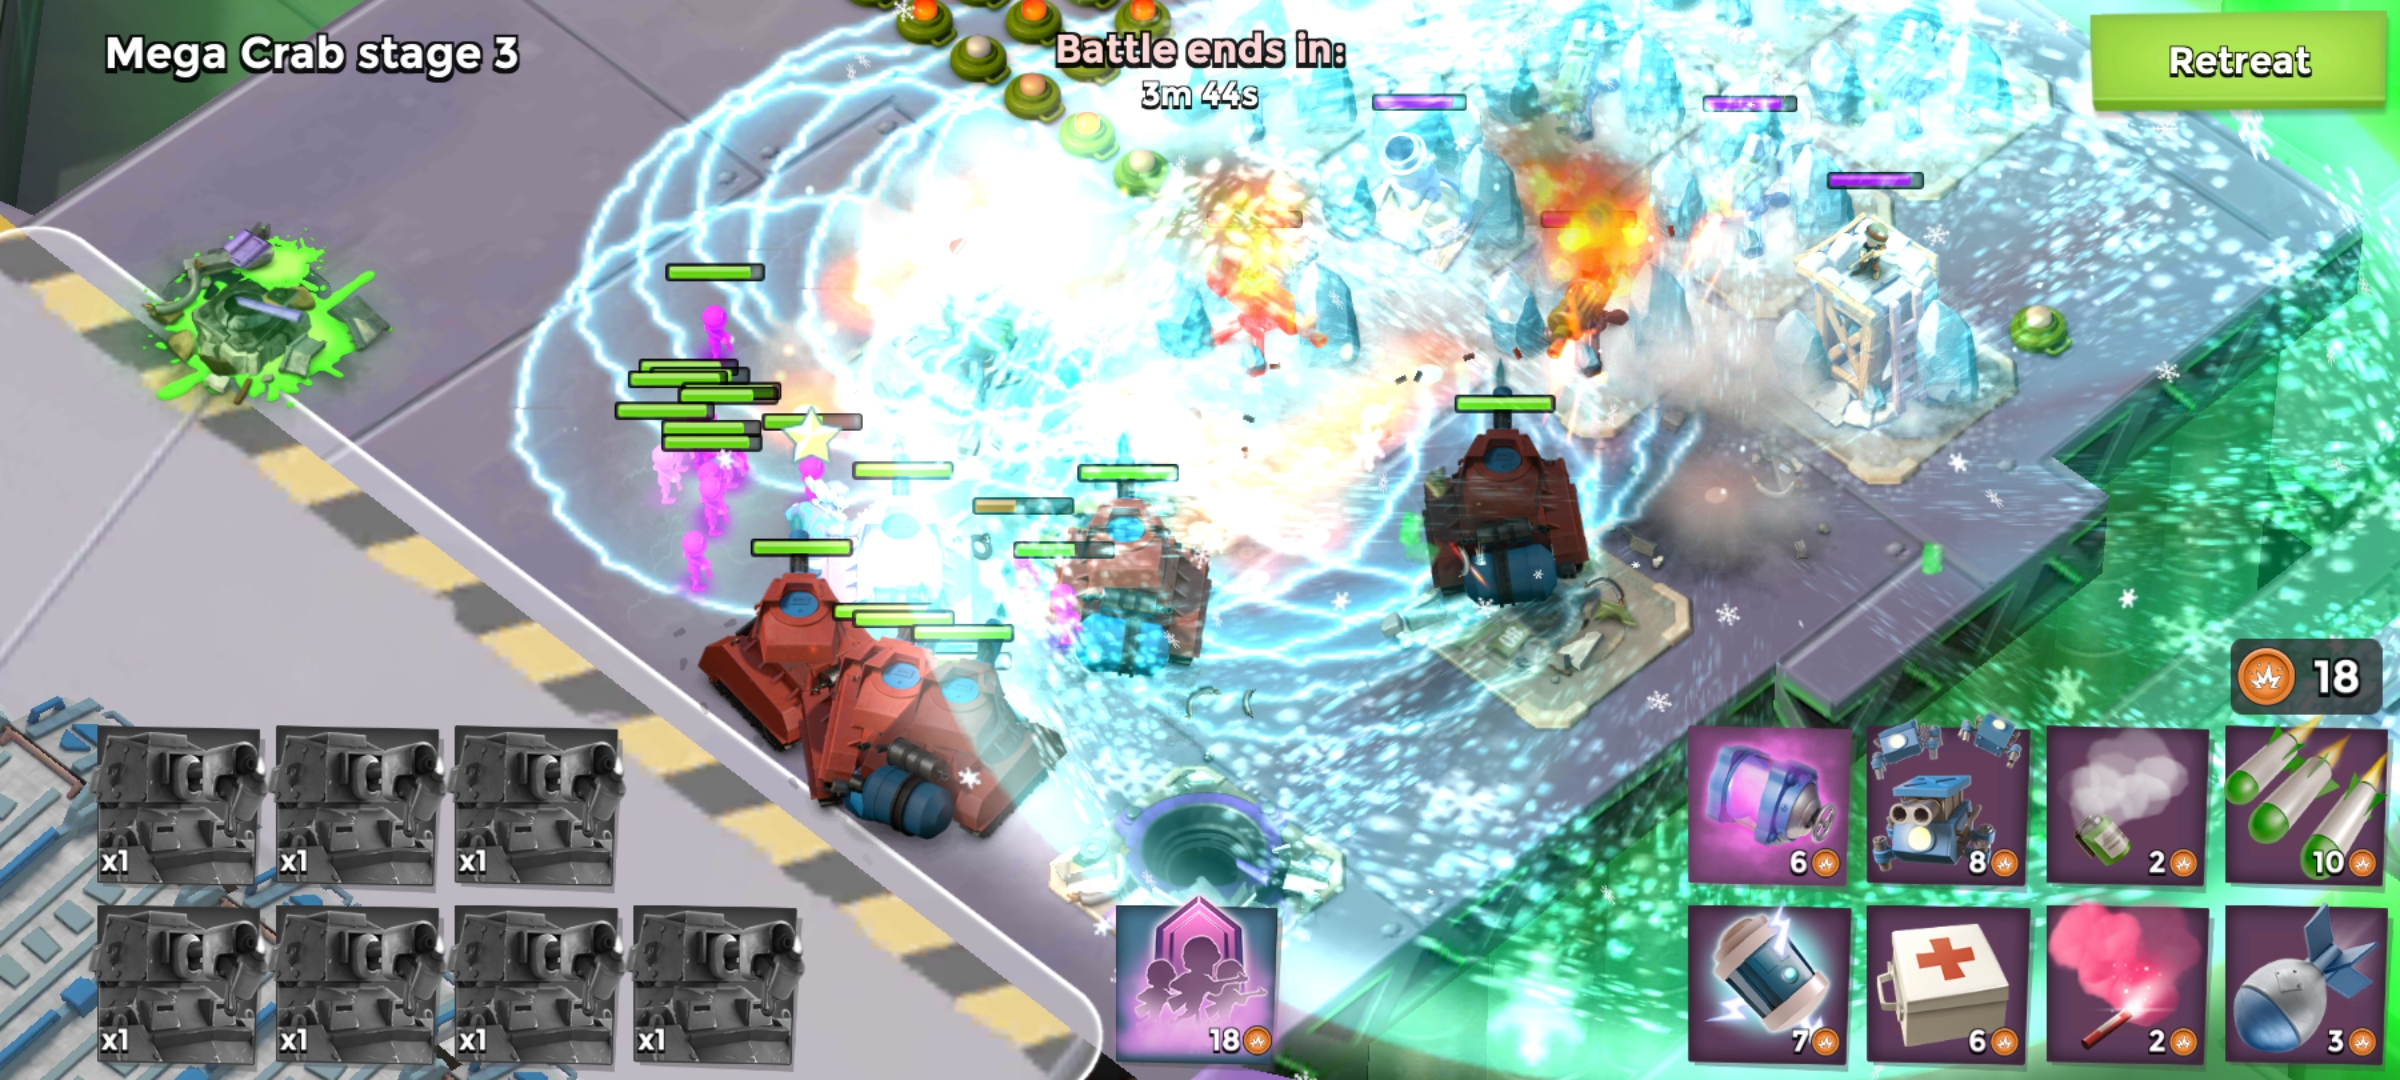 Mega Crab stage 3
Battle ends in:
3m 44s
Retreat
18
x1
x1
x1
6
8
2
10
x1
x1
x1
x1
18
7
6
2
3